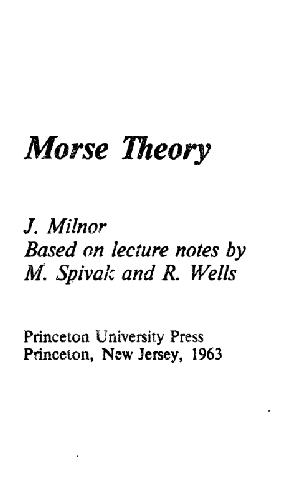 Morse Theory
J. Milnor
Based on lecture notes by
M. Spivak and R. Wells
Princeton University Press
Princeton, New Jersey, 1963